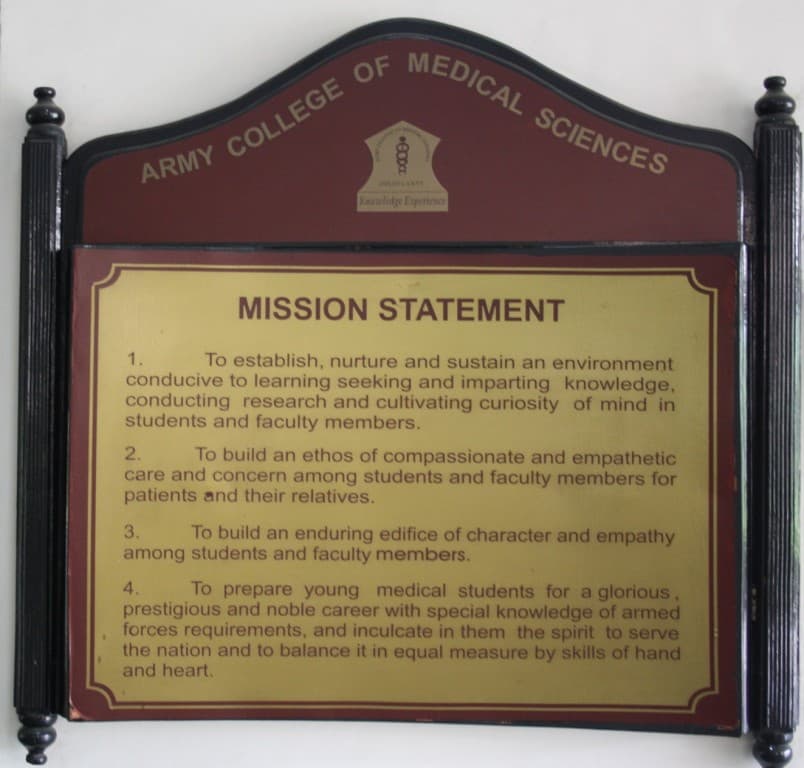 ARMY COLLEGE OF MEDICAL SCIENCES
Knowledge Experience
MISSION STATEMENT
1. To establish, nurture and sustain an environment
conducive to learning seeking and imparting knowledge,
conducting research and cultivating curiosity of mind in
students and faculty members.
2. To build an ethos of compassionate and empathetic
care and concern among students and faculty members for
patients and their relatives.
3. To build an enduring edifice of character and empathy
among students and faculty members.
4. To prepare young medical students for a glorious,
prestigious and noble career with special knowledge of armed
forces requirements, and inculcate in them the spirit to serve
the nation and to balance it in equal measure by skills of hand
and heart.